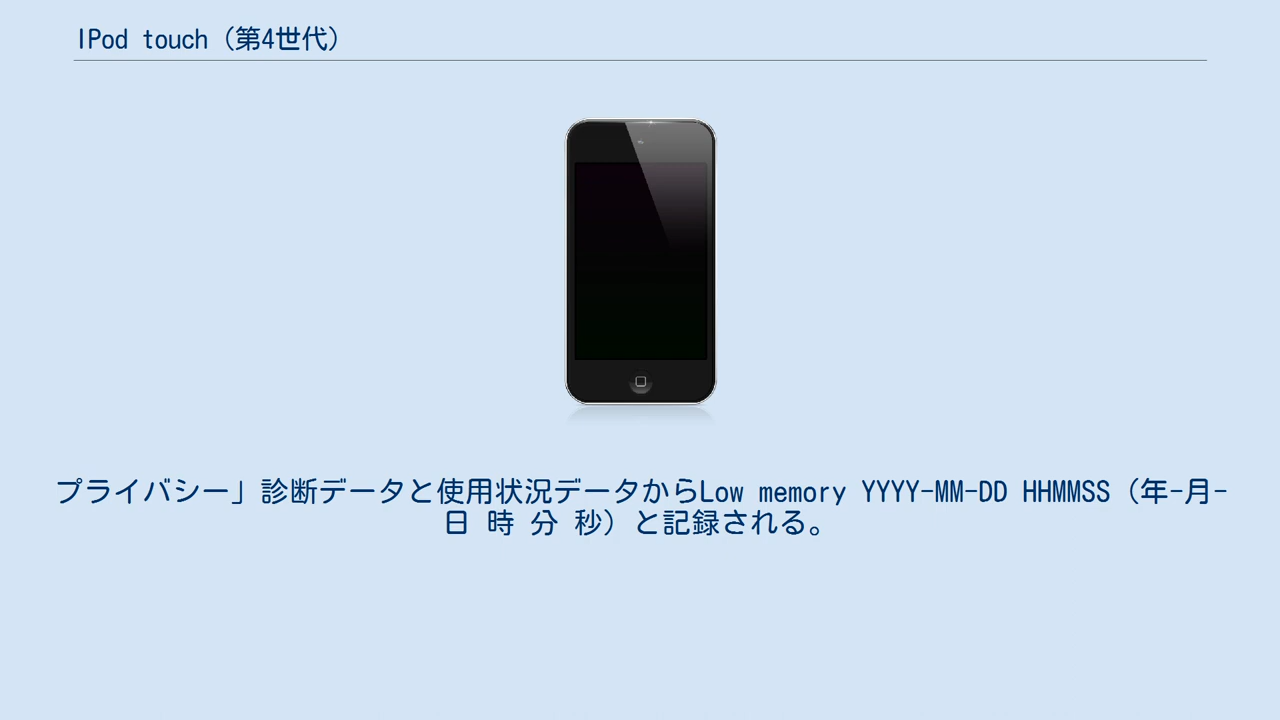 IPod touch（第4世代）
プライバシー」診断データと使用状況データからLow memory YYYY-MM-DD HHMMSS（年-月-
日 時 分 秒）と記録される。